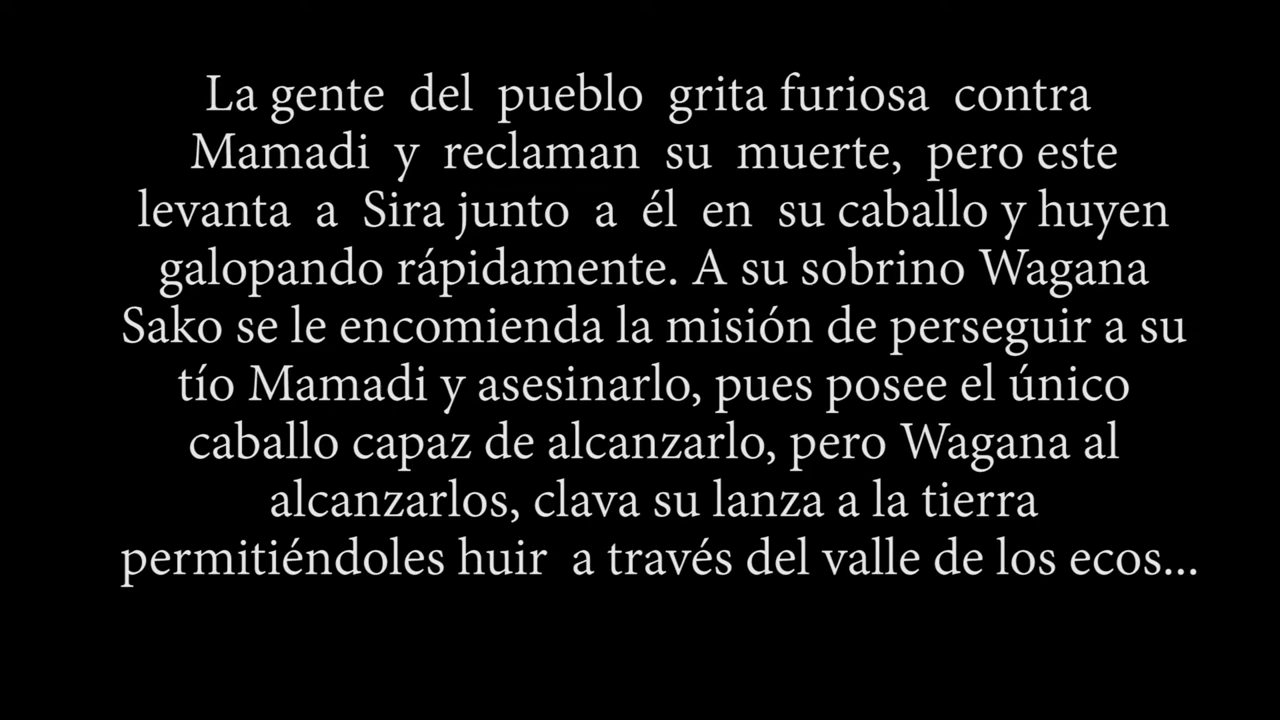 La gente del pueblo grita furiosa contra
Mamadi y reclaman su muerte, pero este
levanta a Sira junto a él en su caballo y huyen
galopando rápidamente. A su sobrino Wagana
Sako se le encomienda la misión de perseguir a su
tío Mamadi y asesinarlo, pues posee el único
caballo capaz de alcanzarlo, pero Wagana al
alcanzarlos, clava su lanza a la tierra
permitiéndoles huir a través del valle de los ecos...